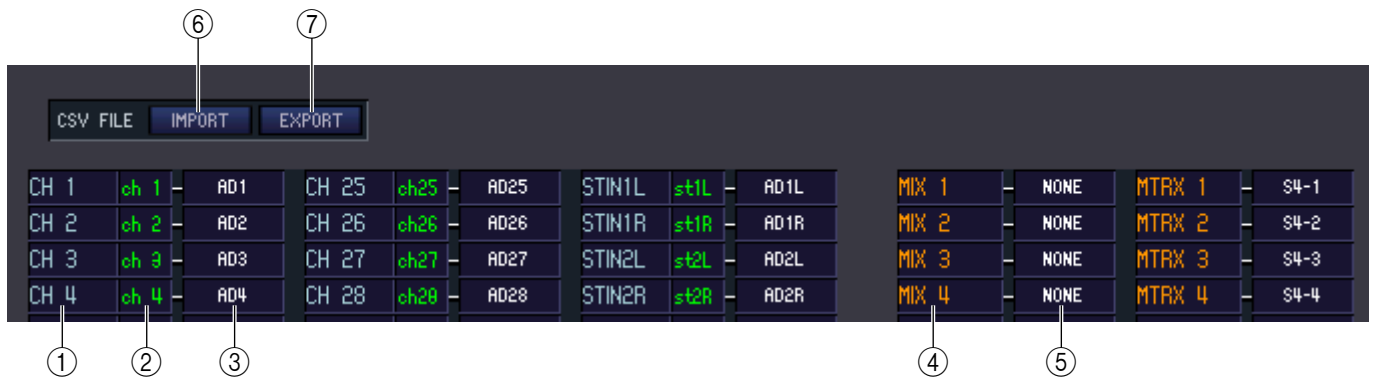 ⑥ ⑦
CSV FILE IMPORT EXPORT
CH 1 ch 1 – AD1 CH 25 ch25 – AD25 STIN1L st1L – AD1L MIX 1 – NONE MTRX 1 – S4-1
CH 2 ch 2 – AD2 CH 26 ch26 – AD26 STIN1R st1R – AD1R MIX 2 – NONE MTRX 2 – S4-2
CH 3 ch 3 – AD3 CH 27 ch27 – AD27 STIN2L st2L – AD2L MIX 3 – NONE MTRX 3 – S4-3
CH 4 ch 4 – AD4 CH 28 ch28 – AD28 STIN2R st2R – AD2R MIX 4 – NONE MTRX 4 – S4-4
① ② ③ ④ ⑤